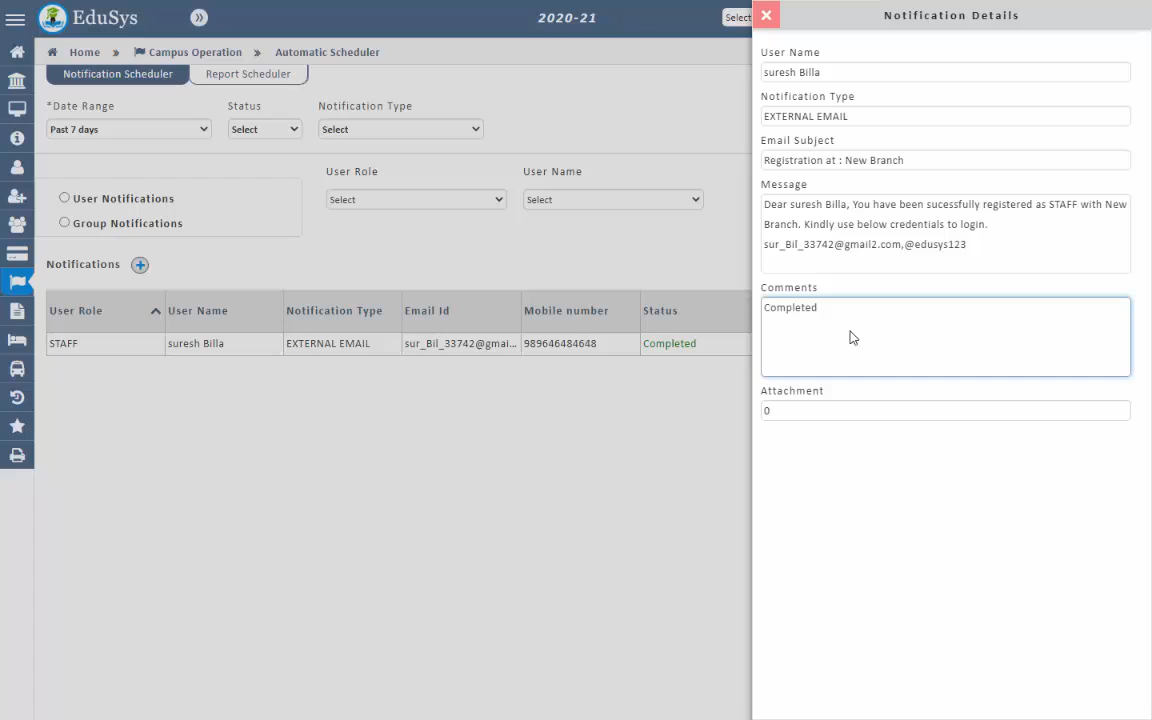 EduSys
2020-21
Select
Home » Campus Operation » Automatic Scheduler
Notification Scheduler
Report Scheduler
*Date Range
Status
Notification Type
Past 7 days
Select
Select
User Notifications
Group Notifications
User Role
User Name
Select
Select
Notifications
User Role
User Name
Notification Type
Email Id
Mobile number
Status
STAFF
suresh Billa
EXTERNAL EMAIL
sur_Bil_33742@gmai...
989646484648
Completed
Notification Details
User Name
suresh Billa
Notification Type
EXTERNAL EMAIL
Email Subject
Registration at : New Branch
Message
Dear suresh Billa, You have been sucessfully registered as STAFF with New
Branch. Kindly use below credentials to login.
sur_Bil_33742@gmail2.com,@edusys123
Comments
Completed
Attachment
0